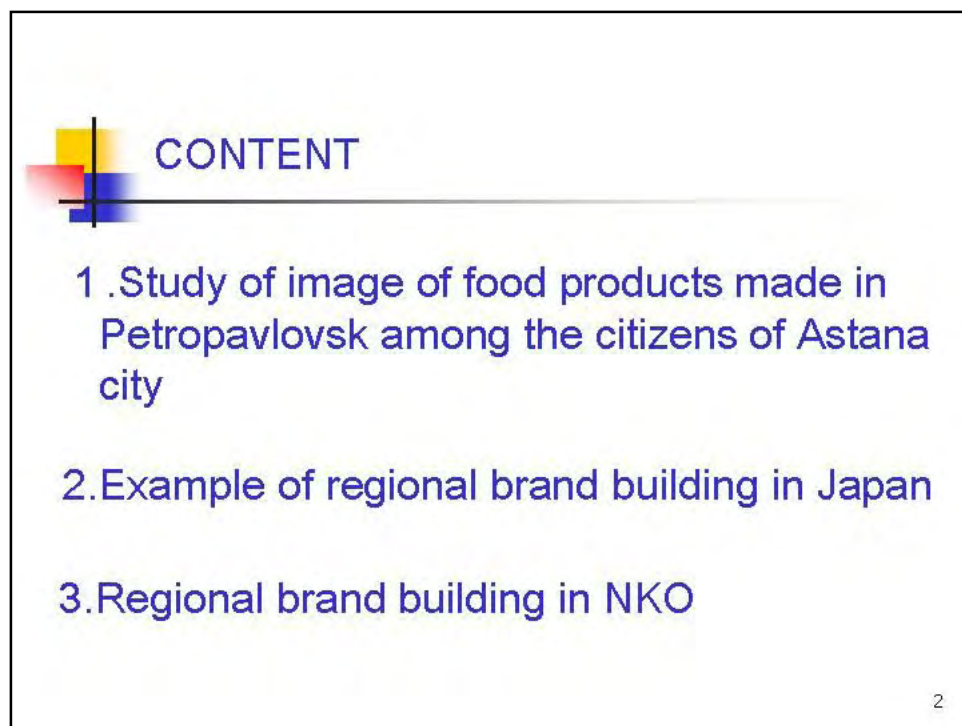 CONTENT
1 .Study of image of food products made in
Petropavlovsk among the citizens of Astana
city
2.Example of regional brand building in Japan
3.Regional brand building in NKO
2